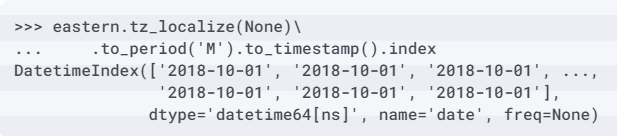 >>> eastern.tz_localize(None)\
...     .to_period('M').to_timestamp().index
DatetimeIndex(['2018-10-01', '2018-10-01', '2018-10-01', ...,
               '2018-10-01', '2018-10-01', '2018-10-01'],
              dtype='datetime64[ns]', name='date', freq=None)